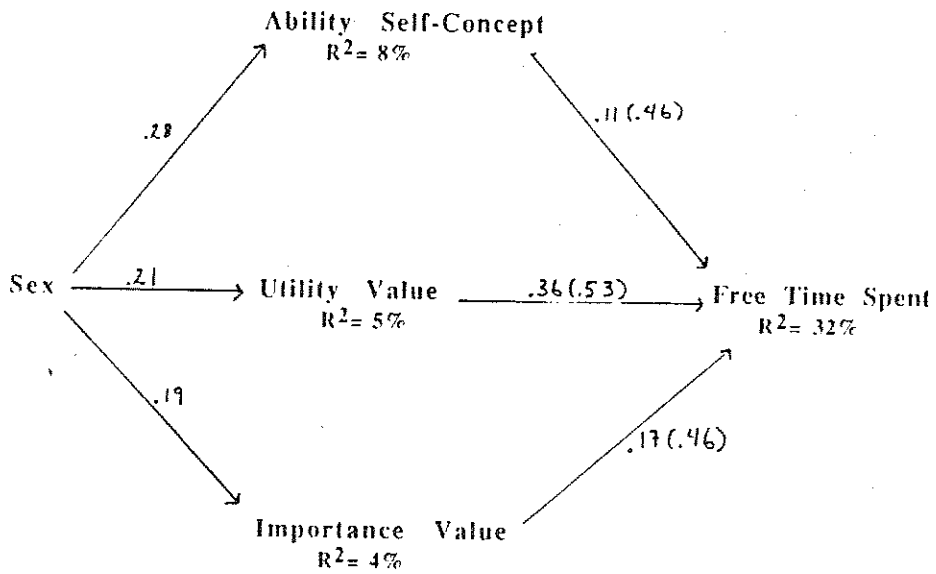 Ability Self-Concept
R² = 8%
.28
.11 (.46)
Sex
.21
Utility Value
R² = 5%
.36 (.53)
Free Time Spent
R² = 32%
.19
.17 (.46)
Importance Value
R² = 4%